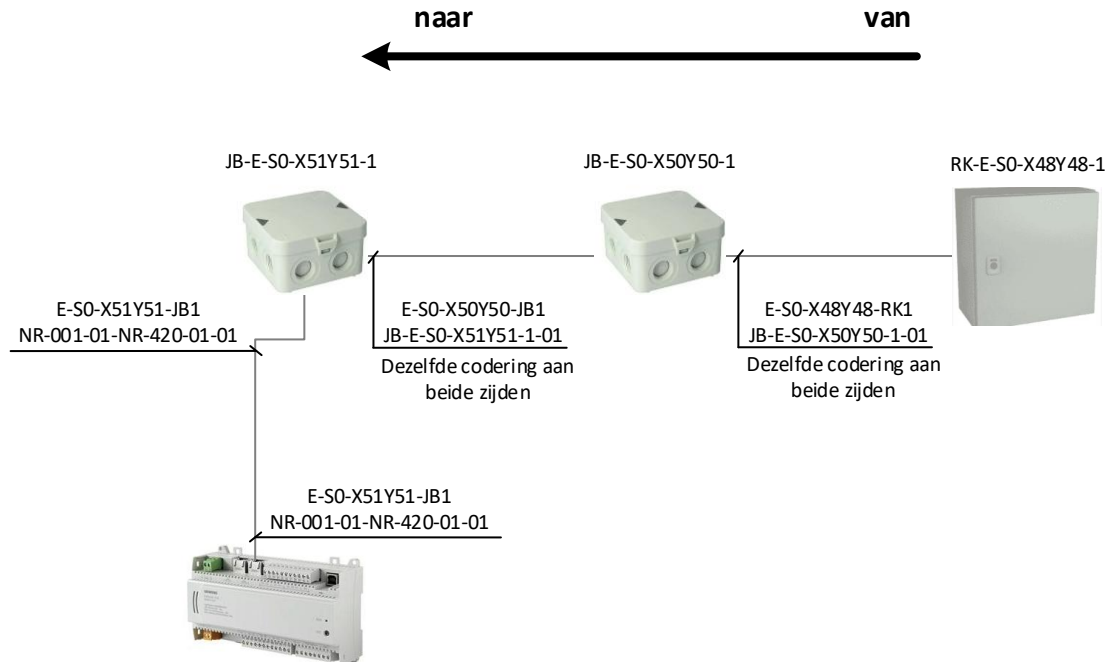 naar
van
JB-E-S0-X51Y51-1
JB-E-S0-X50Y50-1
RK-E-S0-X48Y48-1
E-S0-X51Y51-JB1
NR-001-01-NR-420-01-01
E-S0-X50Y50-JB1
JB-E-S0-X51Y51-1-01
Dezelfde codering aan
beide zijden
E-S0-X48Y48-RK1
JB-E-S0-X50Y50-1-01
Dezelfde codering aan
beide zijden
E-S0-X51Y51-JB1
NR-001-01-NR-420-01-01